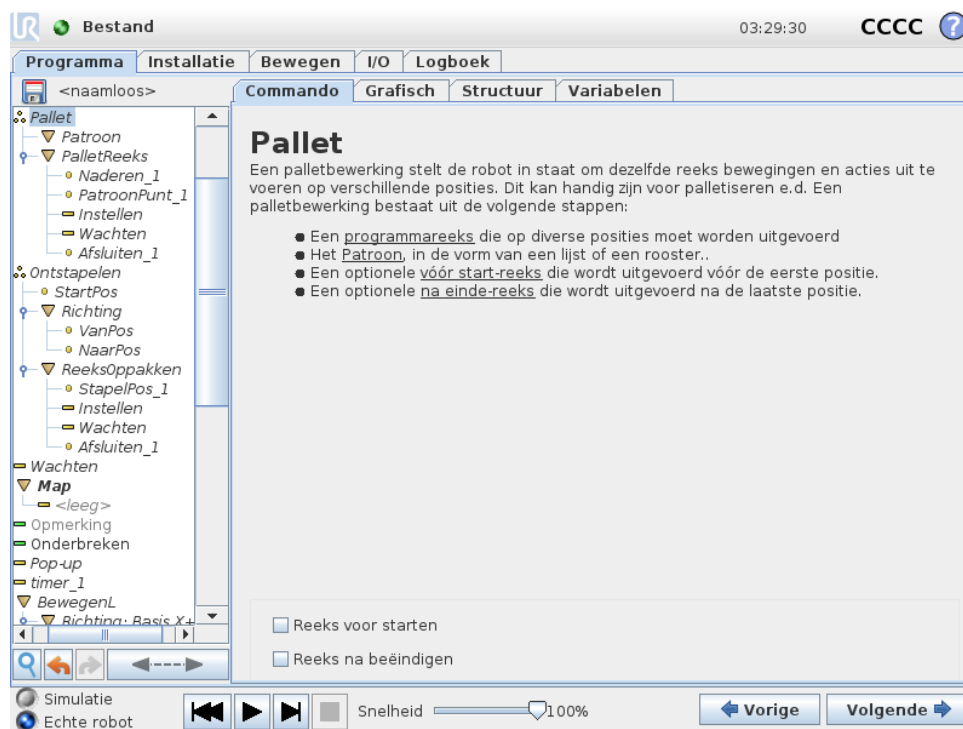 UR Bestand 03:29:30 CCCC ?
Programma Installatie Bewegen I/O Logboek
<naamloos>
Commando Grafisch Structuur Variabelen
Pallet
Patroon
PalletReeks
Naderen_1
PatroonPunt_1
Instellen
Wachten
Afsluiten_1
Ontstapelen
StartPos
Richting
VanPos
NaarPos
ReeksOppakken
StapelPos_1
Instellen
Wachten
Afsluiten_1
Wachten
Map
<leeg>
Opmerking
Onderbreken
Pop-up
timer_1
BewegenL
Richting: Basis X+
Pallet
Een palletbewerking stelt de robot in staat om dezelfde reeks bewegingen en acties uit te
voeren op verschillende posities. Dit kan handig zijn voor palletiseren e.d. Een
palletbewerking bestaat uit de volgende stappen:
Een programmareeks die op diverse posities moet worden uitgevoerd
Het Patroon, in de vorm van een lijst of een rooster..
Een optionele vóór start-reeks die wordt uitgevoerd vóór de eerste positie.
Een optionele na einde-reeks die wordt uitgevoerd na de laatste positie.
Reeks voor starten
Reeks na beëindigen
Simulatie
Echte robot
Snelheid 100%
Vorige Volgende